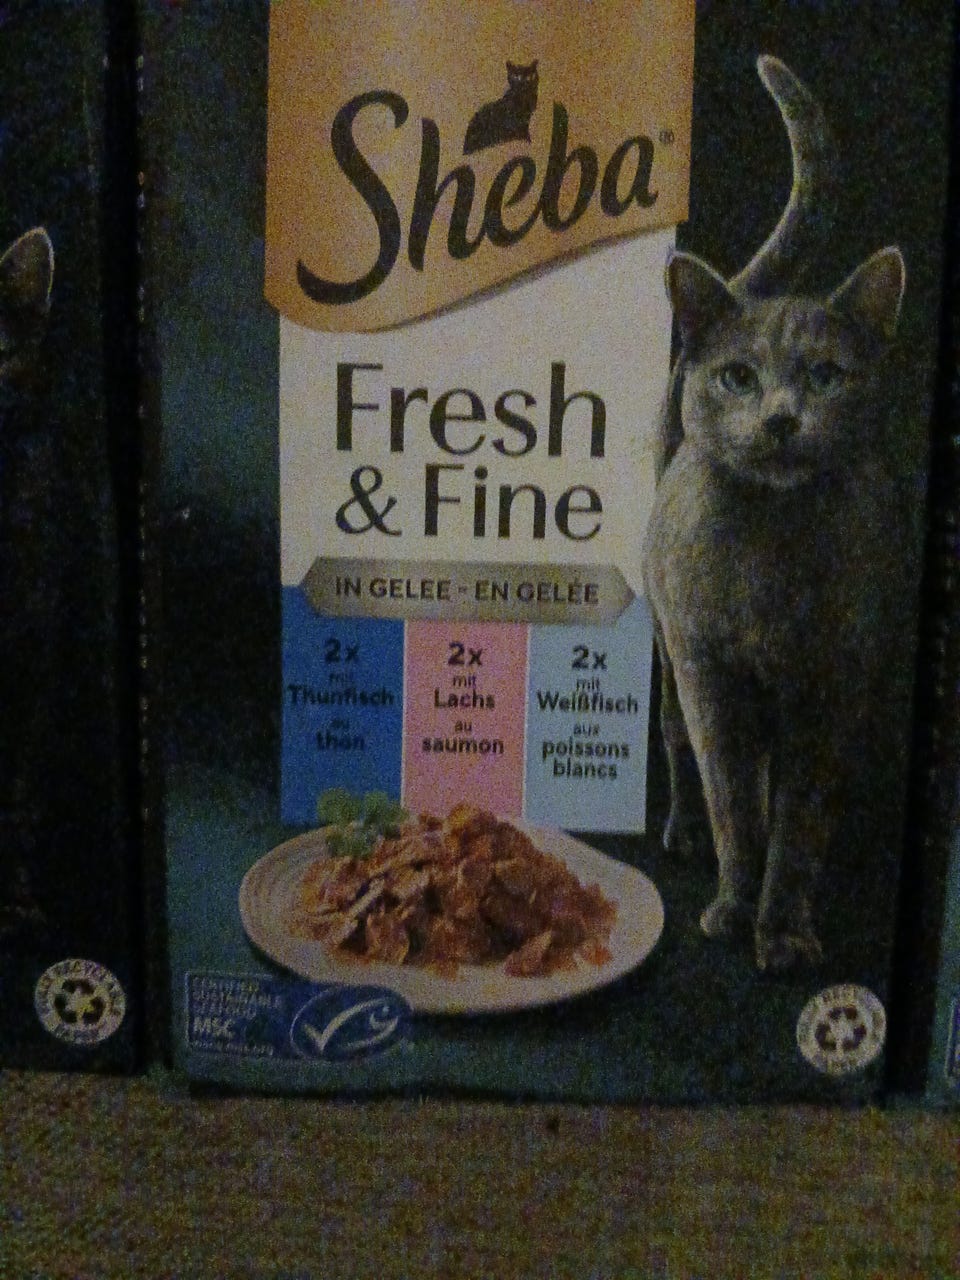 Sheba®
Fresh
& Fine
IN GELEE - EN GELÉE
2x
mit
Thunfisch
au
thon
2x
mit
Lachs
au
saumon
2x
mit
Weißfisch
aux
poissons
blancs
CERTIFIED
SUSTAINABLE
SEAFOOD
MSC